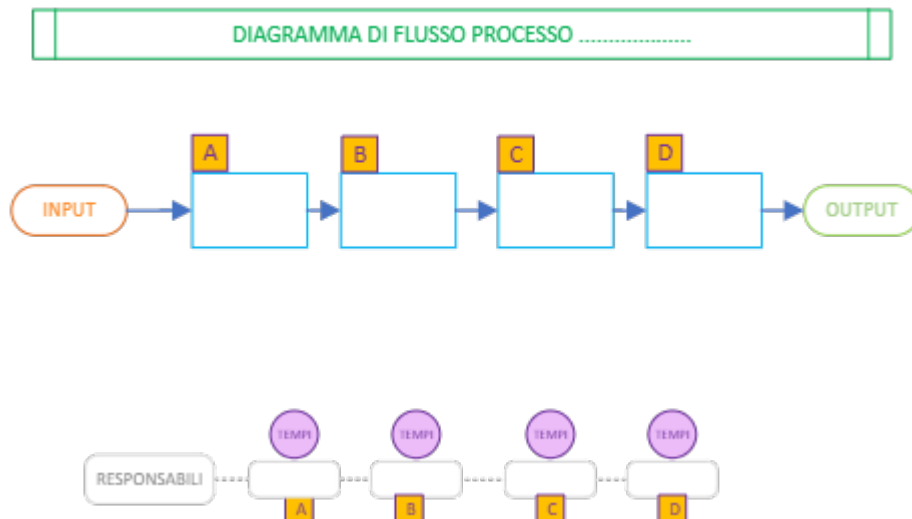 DIAGRAMMA DI FLUSSO PROCESSO ...................
A B C D
INPUT OUTPUT
TEMPI TEMPI TEMPI TEMPI
RESPONSABILI
A B C D